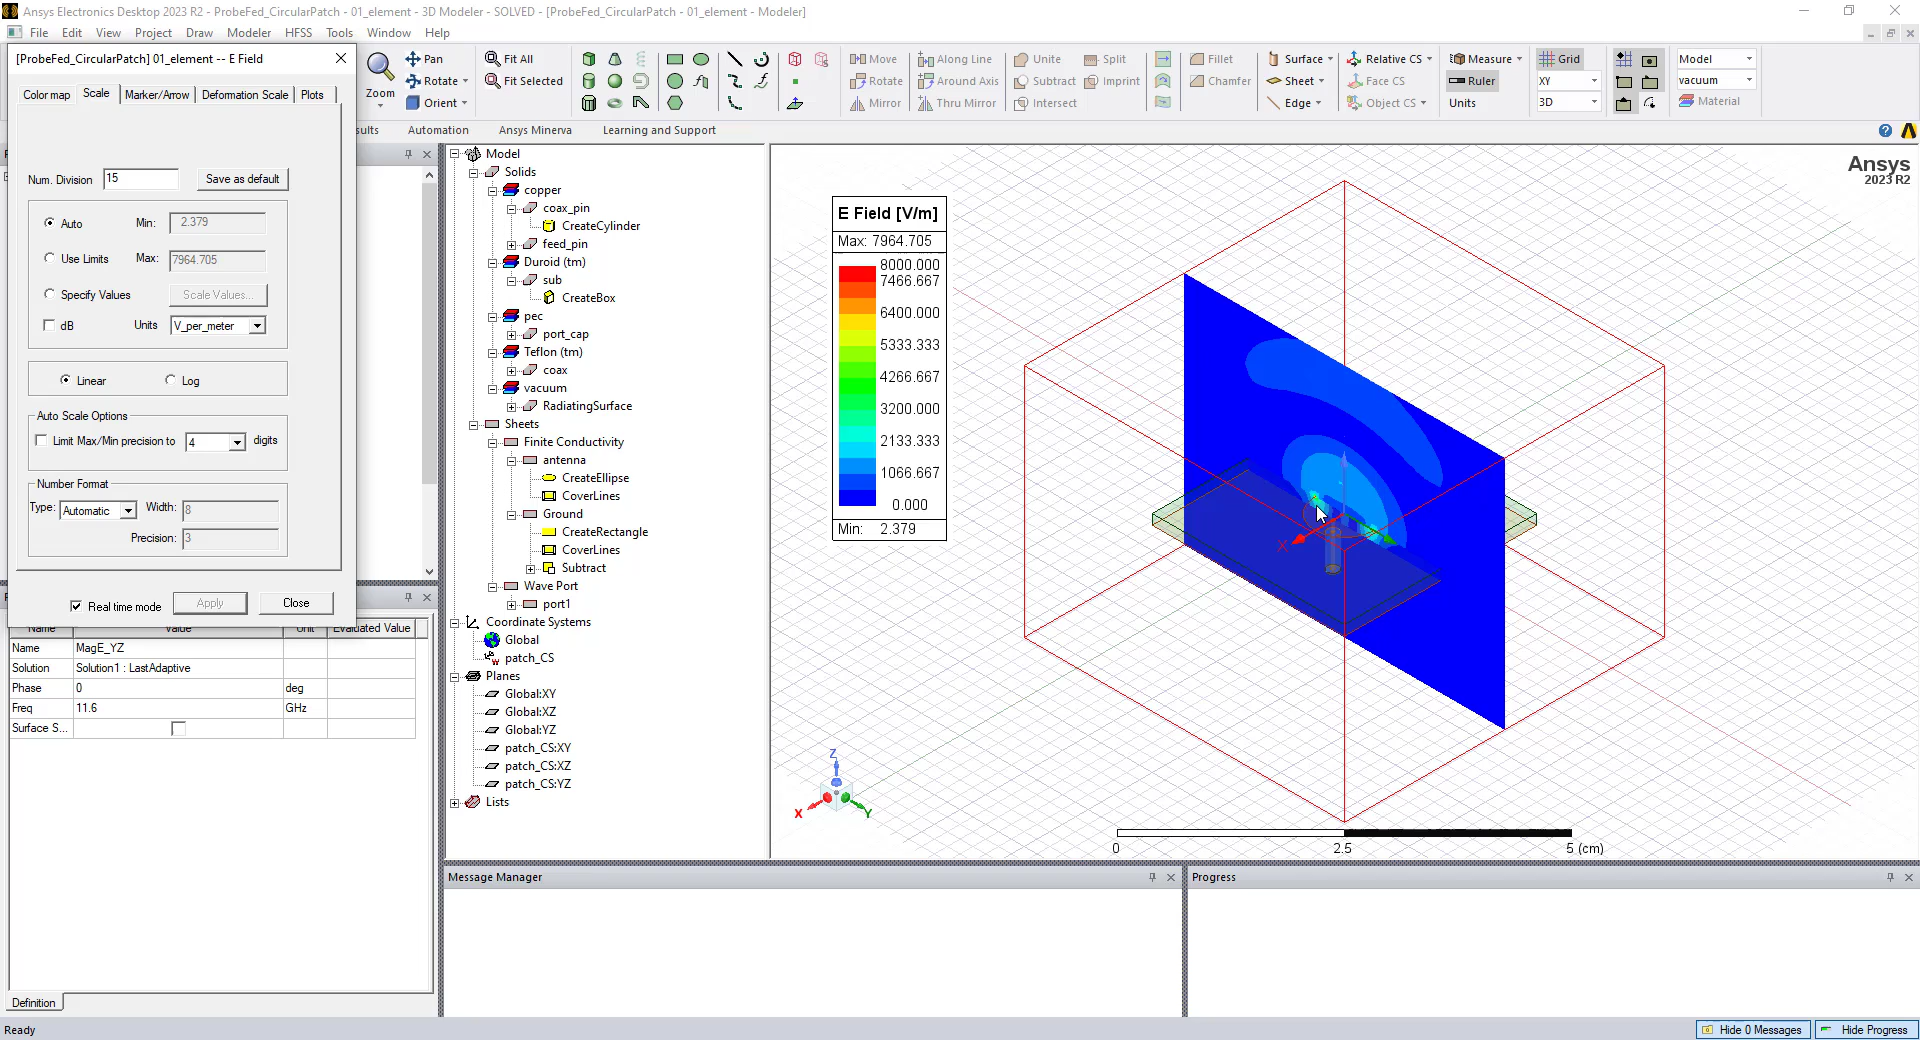 Ansys Electronics Desktop 2023 R2 - ProbeFed_CircularPatch - 01_element - 3D Modeler - SOLVED - [ProbeFed_CircularPatch - 01_element - Modeler]
File Edit View Project Draw Modeler HFSS Tools Window Help
[ProbeFed_CircularPatch] 01_element -- E Field
Color map Scale Marker/Arrow Deformation Scale Plots
Num. Division 15 Save as default
Auto Min: 2.379
Use Limits Max: 7964.705
Specify Values Scale Values...
dB Units V_per_meter
Linear Log
Auto Scale Options
Limit Max/Min precision to 4 digits
Number Format
Type: Automatic Width: 8
Precision: 3
Real time mode Apply Close
Zoom
Pan
Rotate
Orient
Fit All
Fit Selected
Move
Rotate
Mirror
Along Line
Around Axis
Thru Mirror
Unite
Subtract
Intersect
Split
Imprint
Fillet
Chamfer
Surface
Sheet
Edge
Relative CS
Face CS
Object CS
Measure
Ruler
Units
Grid
XY
3D
Model
vacuum
Material
sults Automation Ansys Minerva Learning and Support
Name Value Unit Evaluated Value
Name MagE_YZ
Solution Solution1 : LastAdaptive
Phase 0 deg
Freq 11.6 GHz
Surface S...
Definition
Model
Solids
copper
coax_pin
CreateCylinder
feed_pin
Duroid (tm)
sub
CreateBox
pec
port_cap
Teflon (tm)
coax
vacuum
RadiatingSurface
Sheets
Finite Conductivity
antenna
CreateEllipse
CoverLines
Ground
CreateRectangle
CoverLines
Subtract
Wave Port
port1
Coordinate Systems
Global
patch_CS
Planes
Global:XY
Global:XZ
Global:YZ
patch_CS:XY
patch_CS:XZ
patch_CS:YZ
Lists
E Field [V/m]
Max: 7964.705
8000.000
7466.667
6400.000
5333.333
4266.667
3200.000
2133.333
1066.667
0.000
Min: 2.379
Ansys
2023 R2
X
Z
X
Y
0 2.5 5 (cm)
Message Manager
Progress
Ready
Hide 0 Messages
Hide Progress